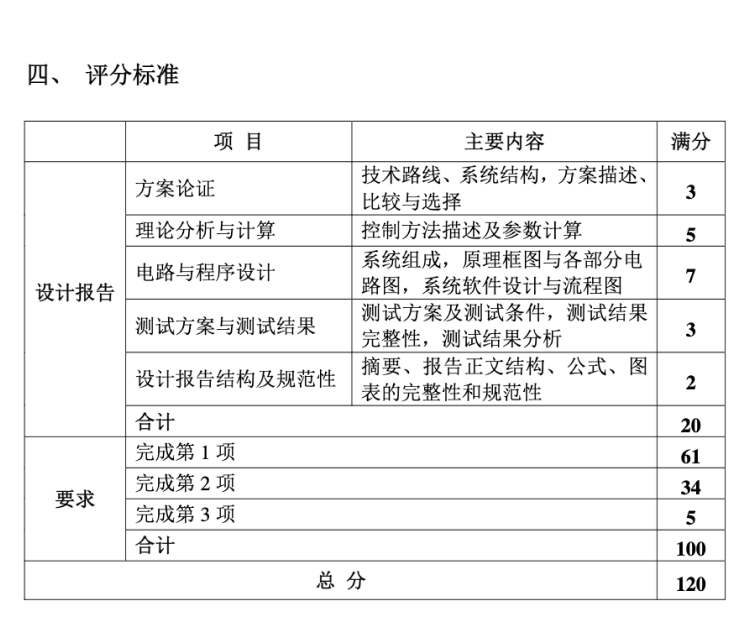 四、 评分标准
项 目 主要内容 满分
设计报告
方案论证
技术路线、系统结构，方案描述、
比较与选择
3
理论分析与计算
控制方法描述及参数计算
5
电路与程序设计
系统组成，原理框图与各部分电
路图，系统软件设计与流程图
7
测试方案与测试结果
测试方案及测试条件，测试结果
完整性，测试结果分析
3
设计报告结构及规范性
摘要、报告正文结构、公式、图
表的完整性和规范性
2
合计 20
要求
完成第 1 项 61
完成第 2 项 34
完成第 3 项 5
合计 100
总 分 120